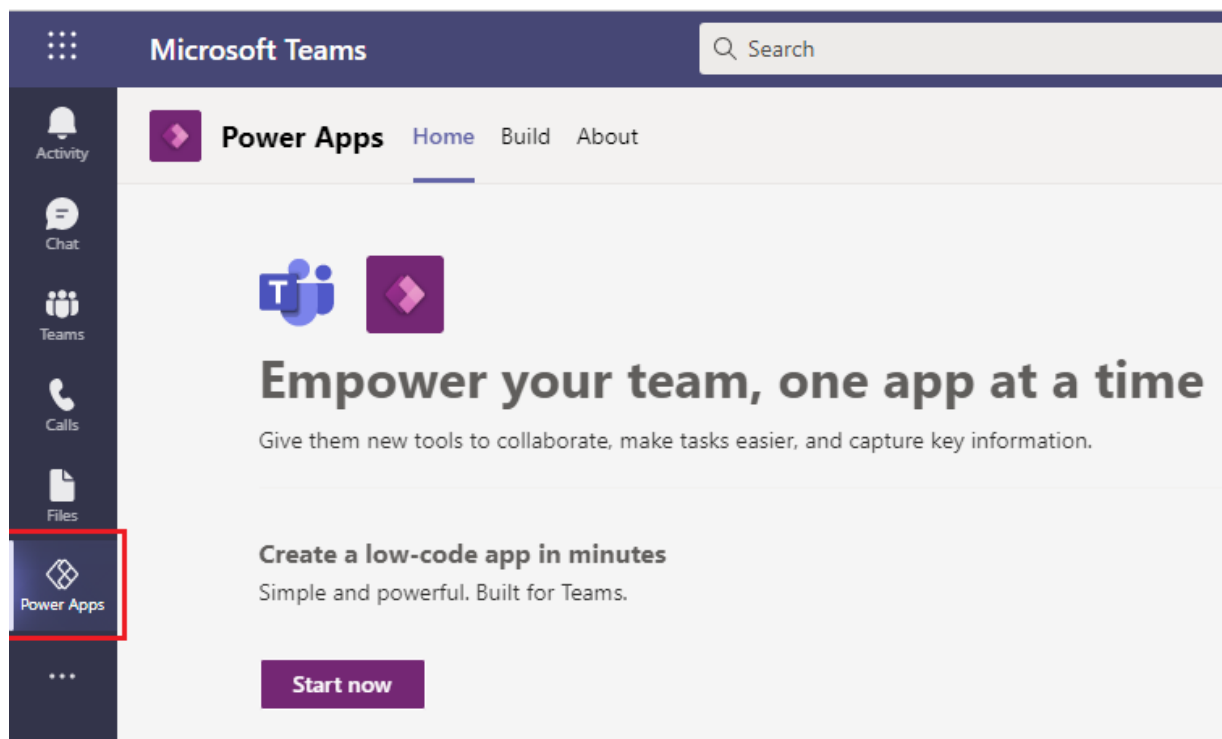 Microsoft Teams
Search
Activity
Chat
Teams
Calls
Files
Power Apps
Power Apps Home Build About
T
Empower your team, one app at a time
Give them new tools to collaborate, make tasks easier, and capture key information.
Create a low-code app in minutes
Simple and powerful. Built for Teams.
Start now